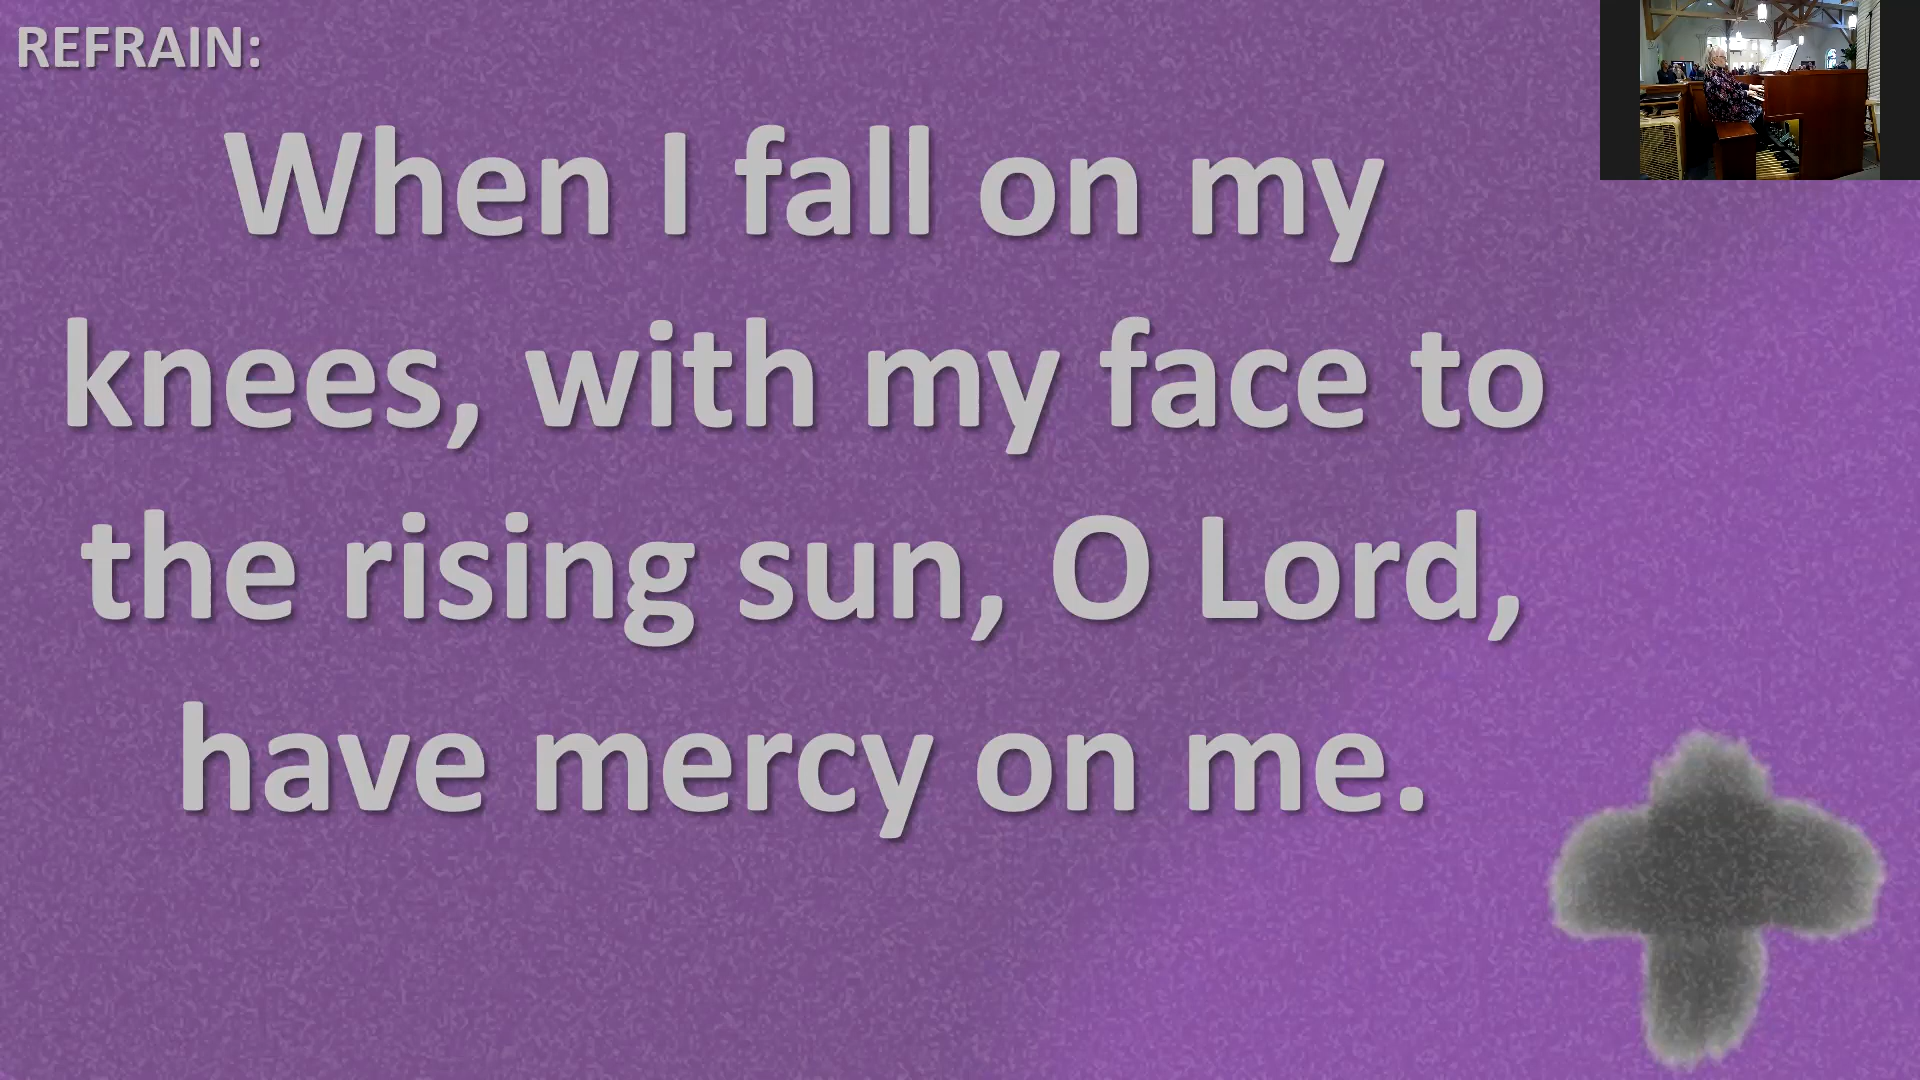 REFRAIN:
When I fall on my
knees, with my face to
the rising sun, O Lord,
have mercy on me.